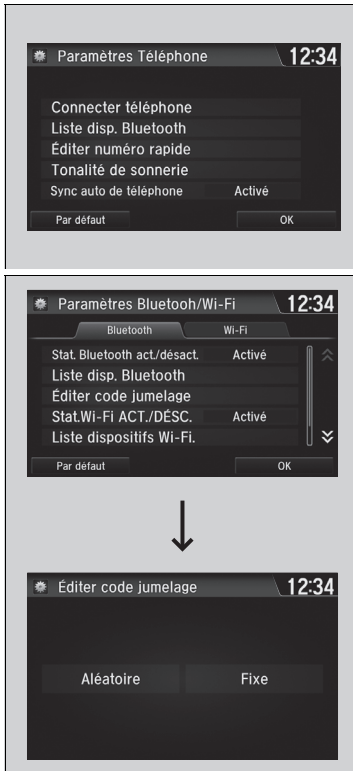 Paramètres Téléphone 12:34
Connecter téléphone
Liste disp. Bluetooth
Éditer numéro rapide
Tonalité de sonnerie
Sync auto de téléphone Activé
Par défaut OK
Paramètres Bluetooh/Wi-Fi 12:34
Bluetooth Wi-Fi
Stat. Bluetooth act./désact. Activé
Liste disp. Bluetooth
Éditer code jumelage
Stat.Wi-Fi ACT./DÉSC. Activé
Liste dispositifs Wi-Fi.
Par défaut OK
Éditer code jumelage 12:34
Aléatoire Fixe